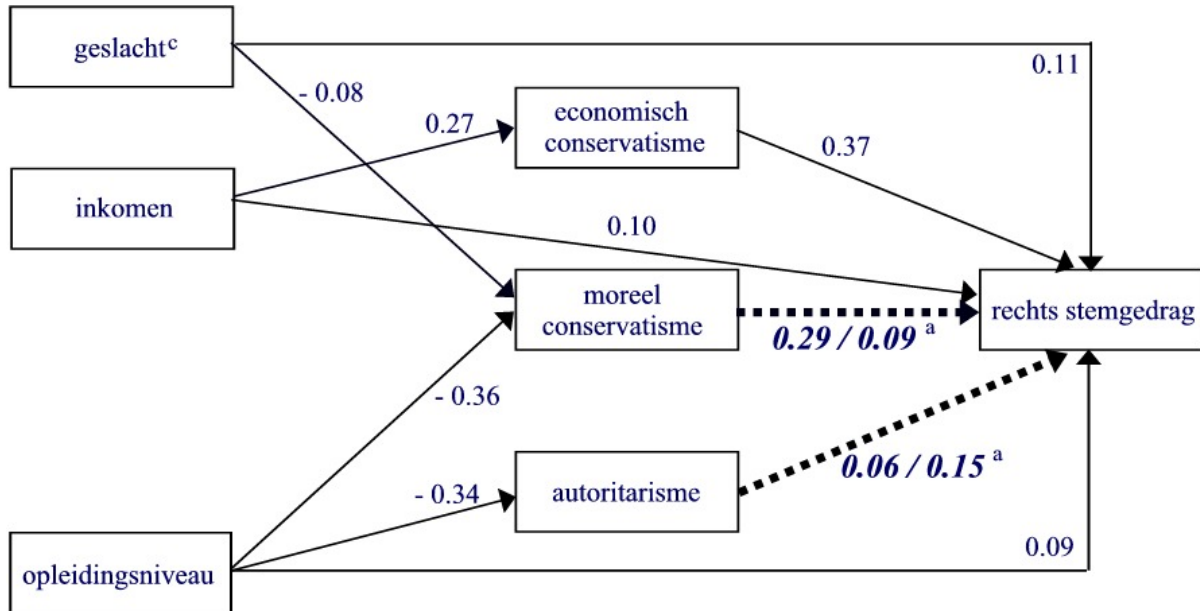 geslachtᶜ
0.11
- 0.08
economisch
conservatisme
0.27
0.37
inkomen
0.10
moreel
conservatisme
rechts stemgedrag
0.29 / 0.09 ᵃ
- 0.36
0.06 / 0.15 ᵃ
autoritarisme
- 0.34
0.09
opleidingsniveau